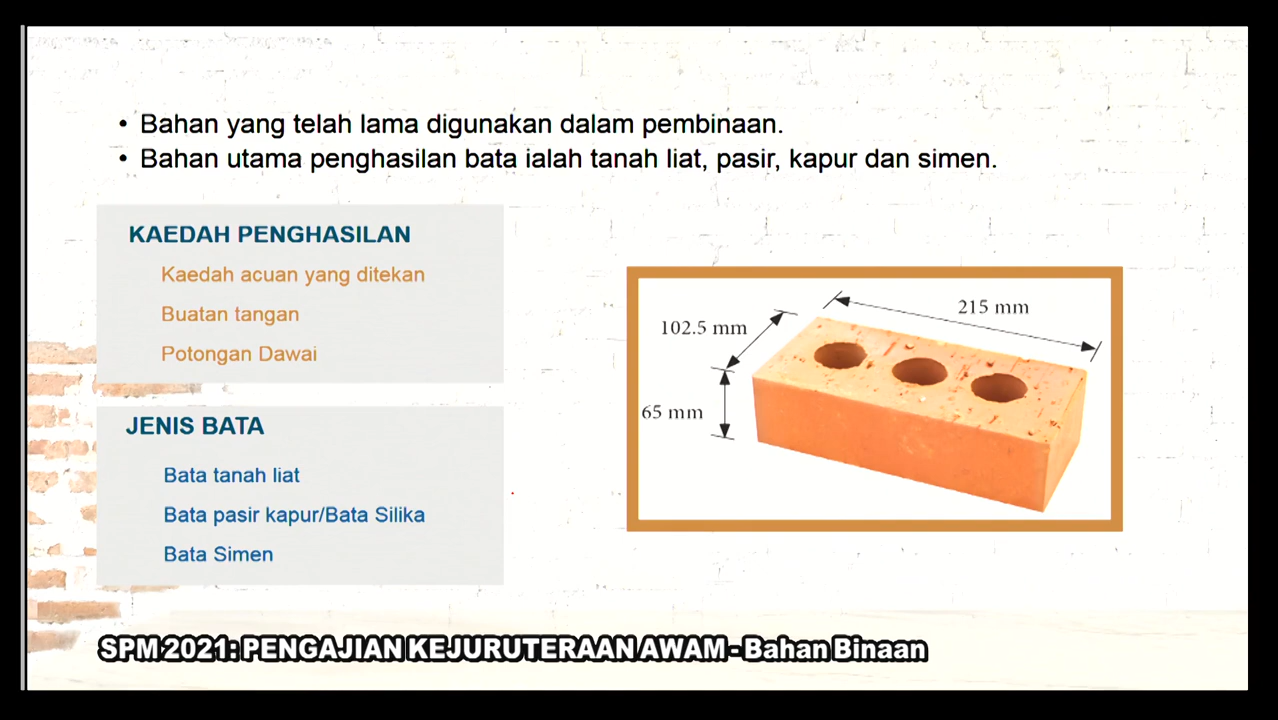 • Bahan yang telah lama digunakan dalam pembinaan.
• Bahan utama penghasilan bata ialah tanah liat, pasir, kapur dan simen.
KAEDAH PENGHASILAN
Kaedah acuan yang ditekan
Buatan tangan
Potongan Dawai
JENIS BATA
Bata tanah liat
Bata pasir kapur/Bata Silika
Bata Simen
215 mm
102.5 mm
65 mm
SPM 2021: PENGAJIAN KEJURUTERAAN AWAM - Bahan Binaan